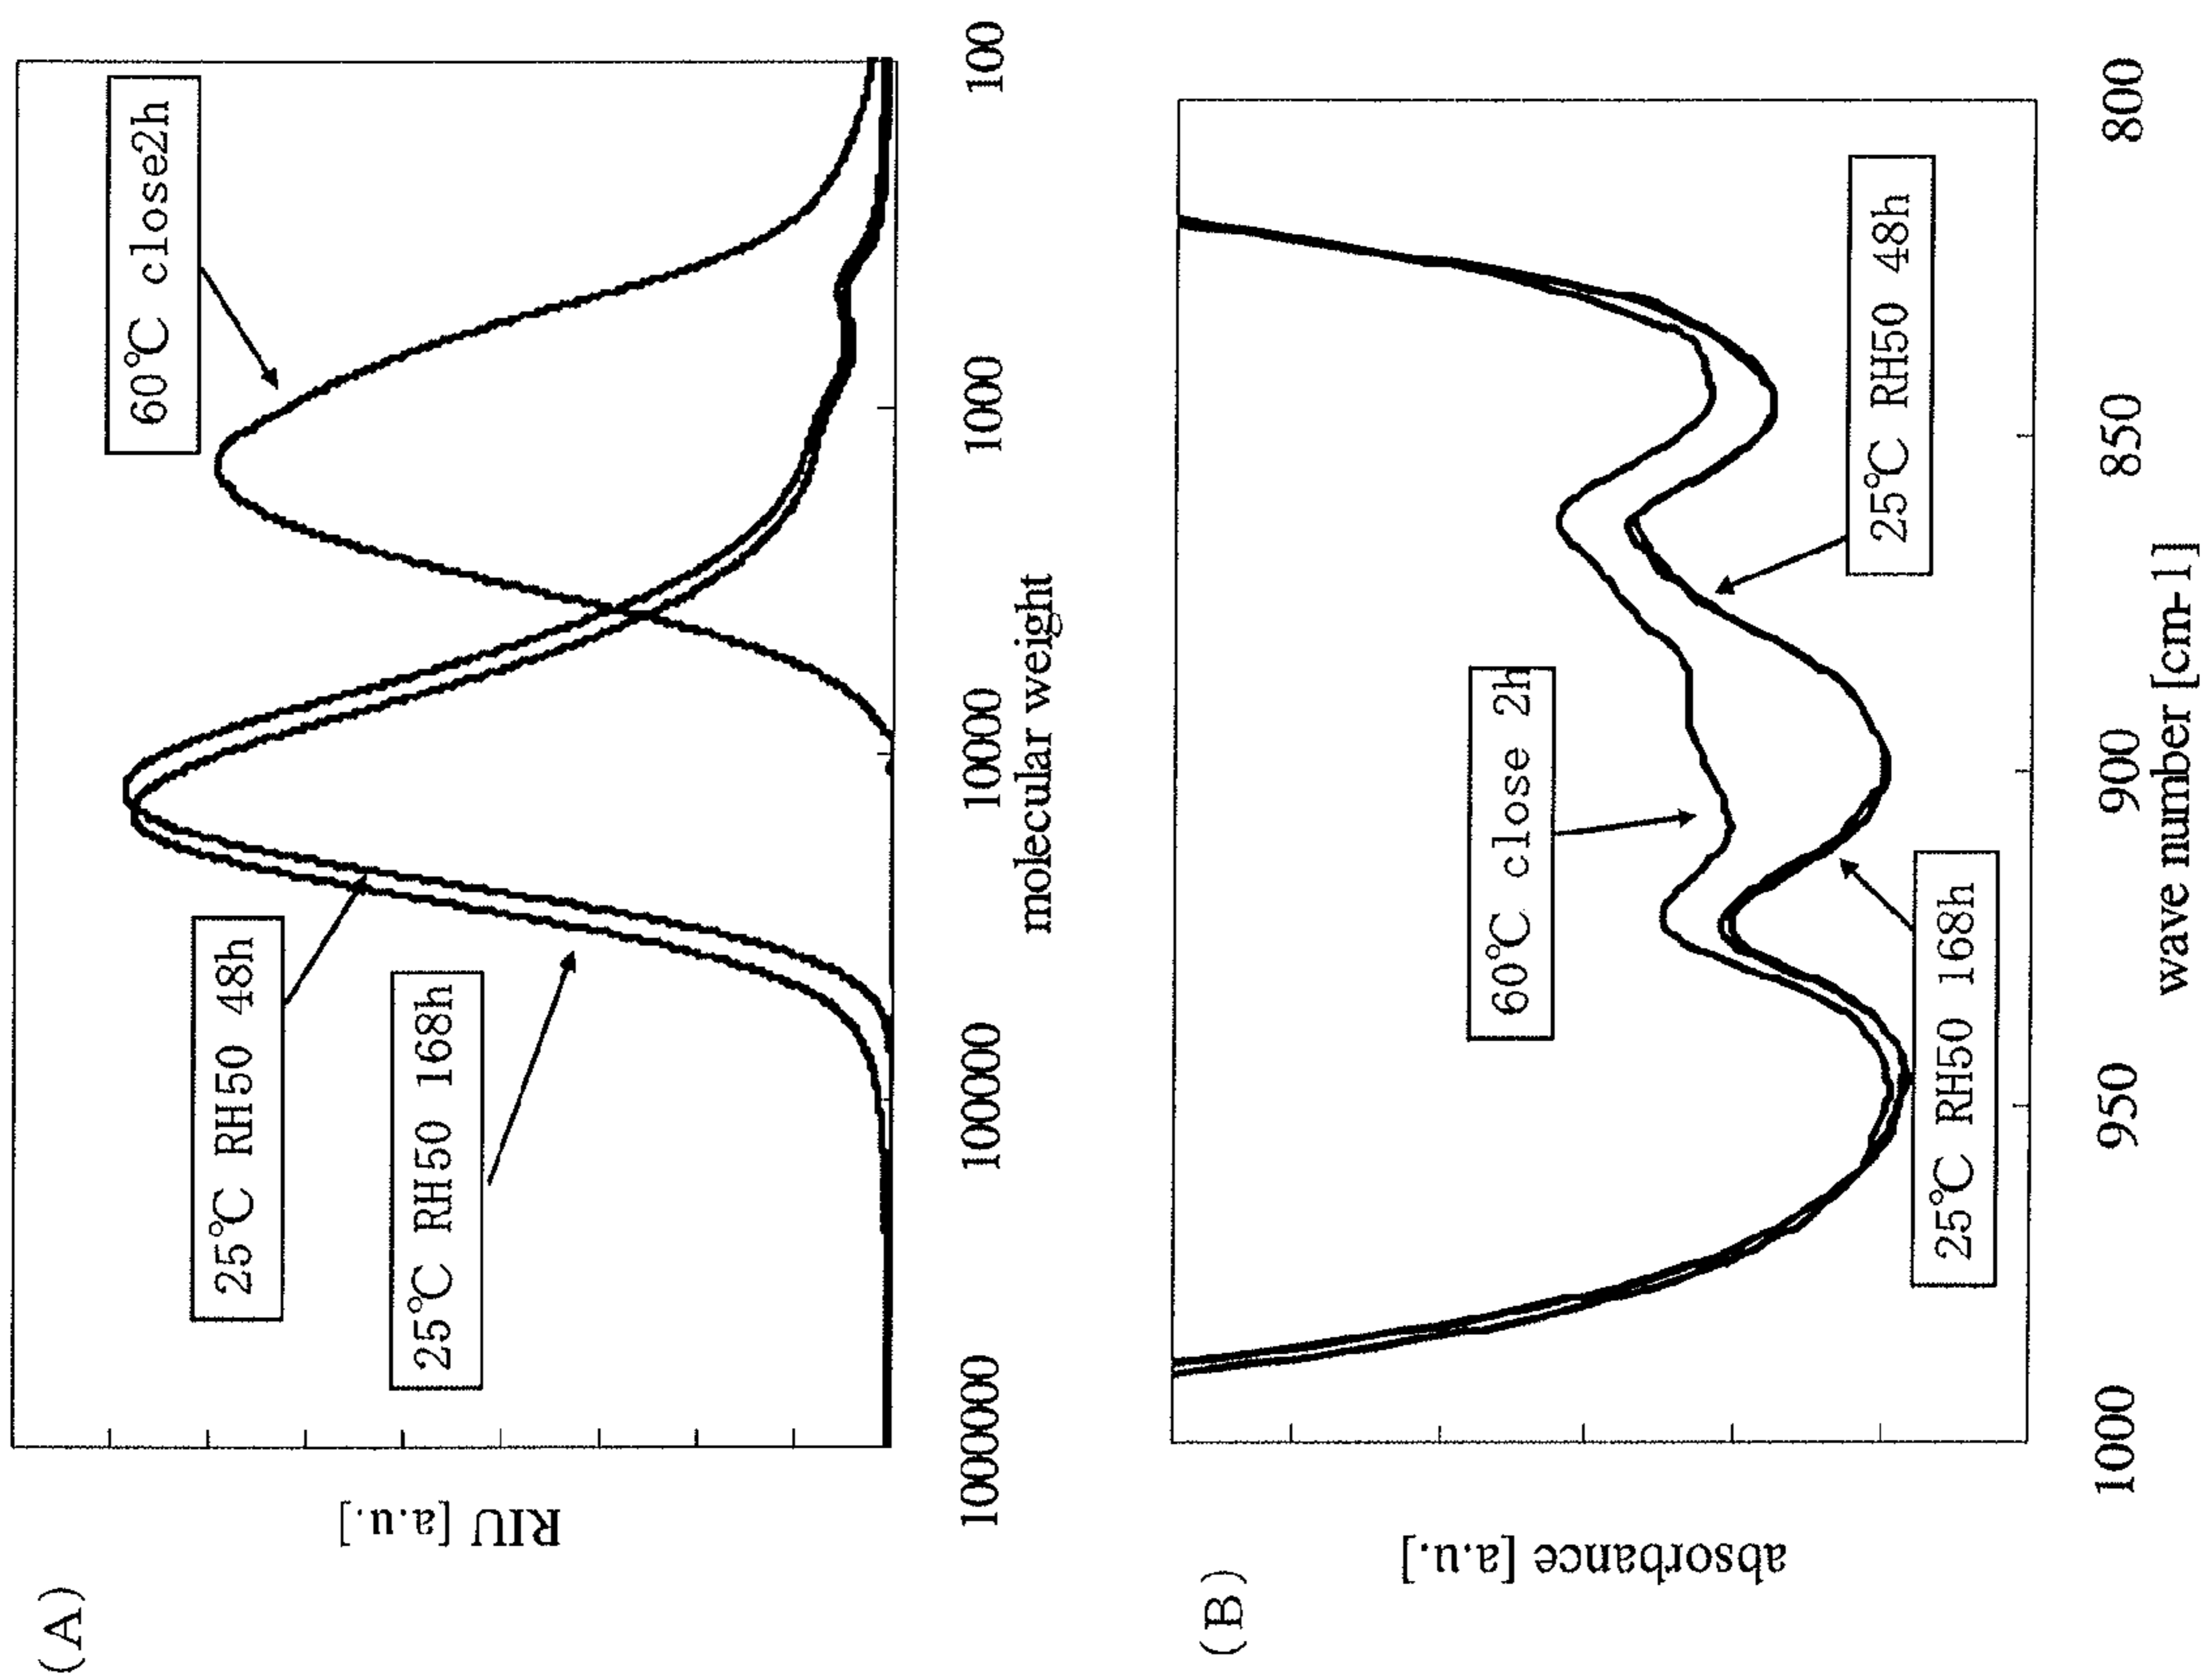 (A)
RIU [a.u.]
60℃ close2h
25℃ RH50 48h
25℃ RH50 168h
1000000
100000
10000
1000
100
molecular weight
(B)
absorbance [a.u.]
60℃ close 2h
25℃ RH50 48h
25℃ RH50 168h
1000
950
900
850
800
wave number [cm-1]